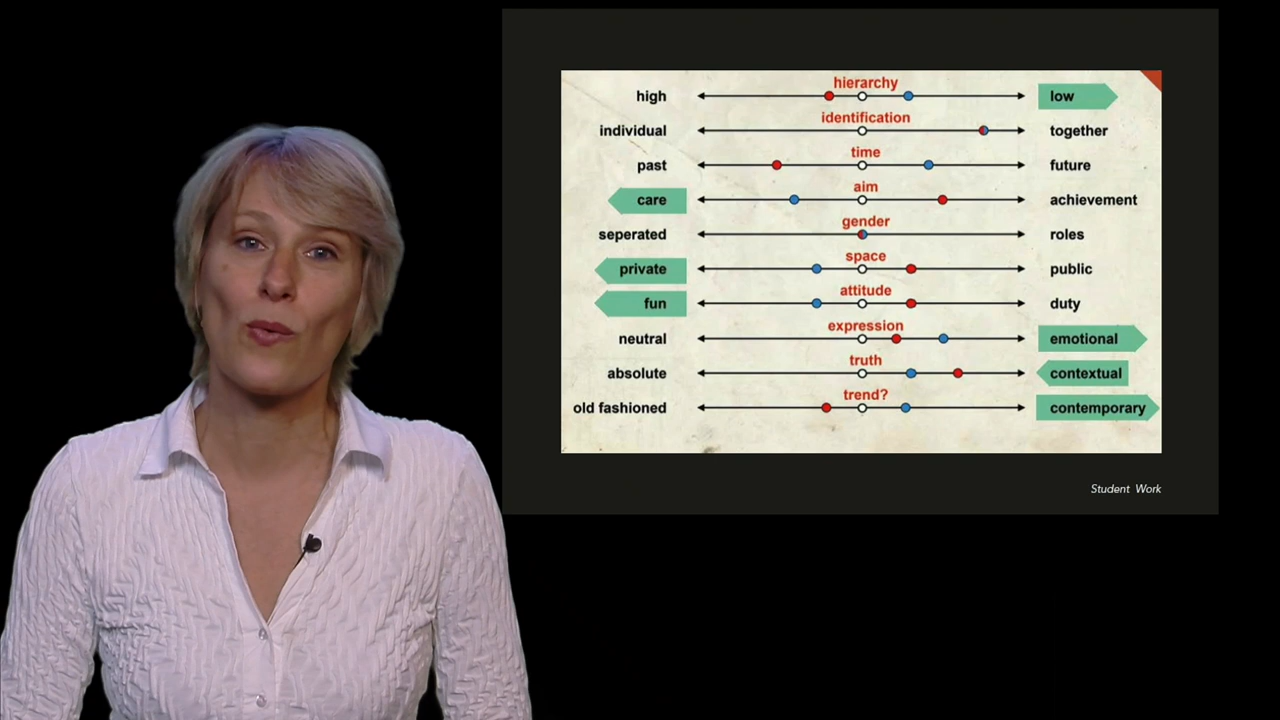 hierarchy
high low
identification
individual together
time
past future
aim
care achievement
gender
seperated roles
space
private public
attitude
fun duty
expression
neutral emotional
truth
absolute contextual
trend?
old fashioned contemporary
Student Work